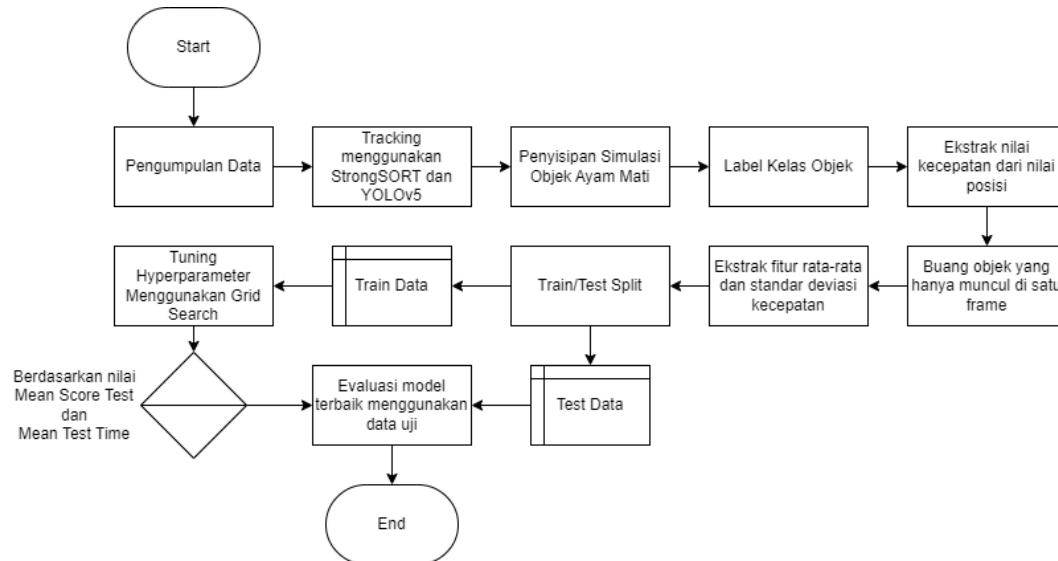 Start
Pengumpulan Data
Tracking
menggunakan
StrongSORT dan
YOLOv5
Penyisipan Simulasi
Objek Ayam Mati
Label Kelas Objek
Ekstrak nilai
kecepatan dari nilai
posisi
Tuning
Hyperparameter
Menggunakan Grid
Search
Train Data
Train/Test Split
Ekstrak fitur rata-rata
dan standar deviasi
kecepatan
Buang objek yang
hanya muncul di satu
frame
Berdasarkan nilai
Mean Score Test
dan
Mean Test Time
Evaluasi model
terbaik menggunakan
data uji
Test Data
End